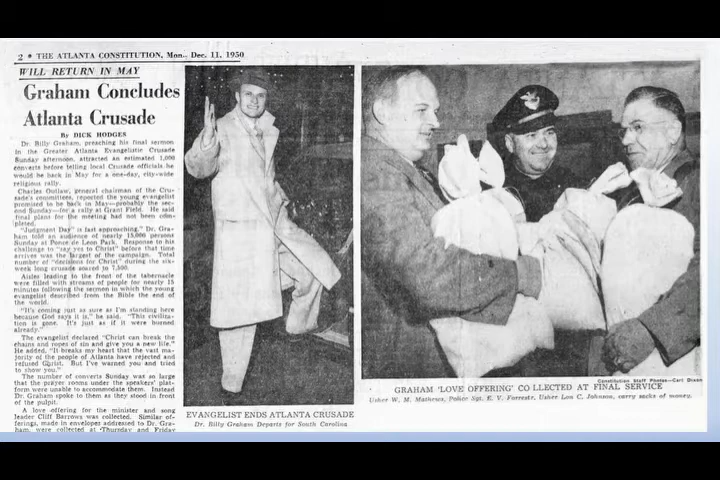 2 * THE ATLANTA CONSTITUTION, Mon., Dec. 11, 1950
WILL RETURN IN MAY
Graham Concludes
Atlanta Crusade
By DICK HODGES
Dr. Billy Graham, preaching his final sermon
in the Greater Atlanta Evangelistic Crusade
Sunday afternoon, attracted an estimated 1,000
converts before telling local Crusade officials he
would be back in May for a one-day, city-wide
religious rally.
Charles Outlaw, general chairman of the Cru-
sade's committees, reported the young evangelist
promised to be back in May—probably the sec-
ond Sunday—for a rally at Grant Field. He said
final plans for the meeting had not been com-
pleted.
"Judgment Day" is fast approaching," Dr. Gra-
ham told an audience of nearly 15,000 persons
Sunday at Ponce de Leon Park. Response to his
challenge to "say yes to Christ" before that time
arrives was the largest of the campaign. Total
number of "decisions for Christ" during the six-
week long crusade soared to 7,500.
Aisles leading to the front of the tabernacle
were filled with streams of people for nearly 15
minutes following the sermon in which the young
evangelist described from the Bible the end of
the world.
"It's coming just as sure as I'm standing here
because God says it is," he said. "This civiliza-
tion is gone. It's just as if it were burned
already."
The evangelist declared "Christ can break the
chains and ropes of sin and give you a new life."
He added, "It breaks my heart that the vast ma-
jority of the people of Atlanta have rejected and
refused Christ. But I've warned you and tried
to show you."
The number of converts Sunday was so large
that the prayer rooms under the speakers' plat-
form were unable to accommodate them. Instead
Dr. Graham spoke to them as they stood in front
of the pulpit.
A love offering for the minister and song
leader Cliff Barrows was collected. Similar of-
ferings, made in envelopes addressed to Dr. Gra-
ham, were collected at Thursday and Friday
EVANGELIST ENDS ATLANTA CRUSADE
Dr. Billy Graham Departs for South Carolina
Constitution Staff Photos—Carl Dixon
GRAHAM 'LOVE OFFERING' CO LLECTED AT FINAL SERVICE
Usher W. M. Mathews, Police Sgt. E. V. Forrestr, Usher Lon C. Johnson, carry sacks of money.